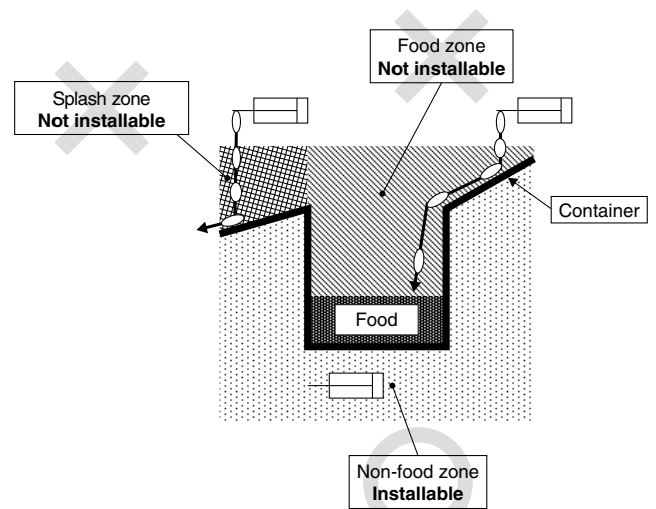 Food zone
Not installable
Splash zone
Not installable
Container
Food
Non-food zone
Installable